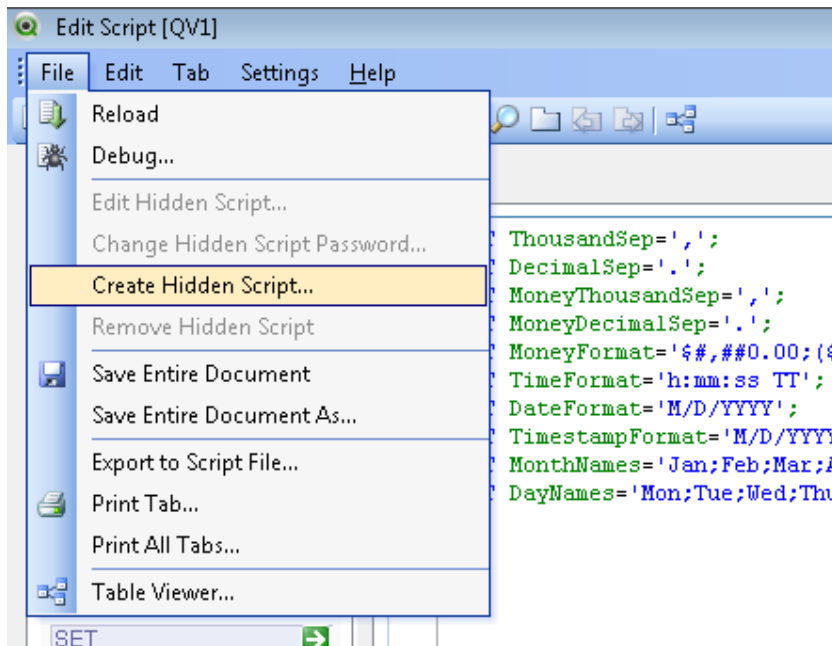 Edit Script [QV1]
File Edit Tab Settings Help
Reload
Debug...
Edit Hidden Script...
Change Hidden Script Password...
Create Hidden Script...
Remove Hidden Script
Save Entire Document
Save Entire Document As...
Export to Script File...
Print Tab...
Print All Tabs...
Table Viewer...
ThousandSep=',';
DecimalSep='.';
MoneyThousandSep=',';
MoneyDecimalSep='.';
MoneyFormat='$#,##0.00;($
TimeFormat='h:mm:ss TT';
DateFormat='M/D/YYYY';
TimestampFormat='M/D/YYYY
MonthNames='Jan;Feb;Mar;A
DayNames='Mon;Tue;Wed;Thu
SET